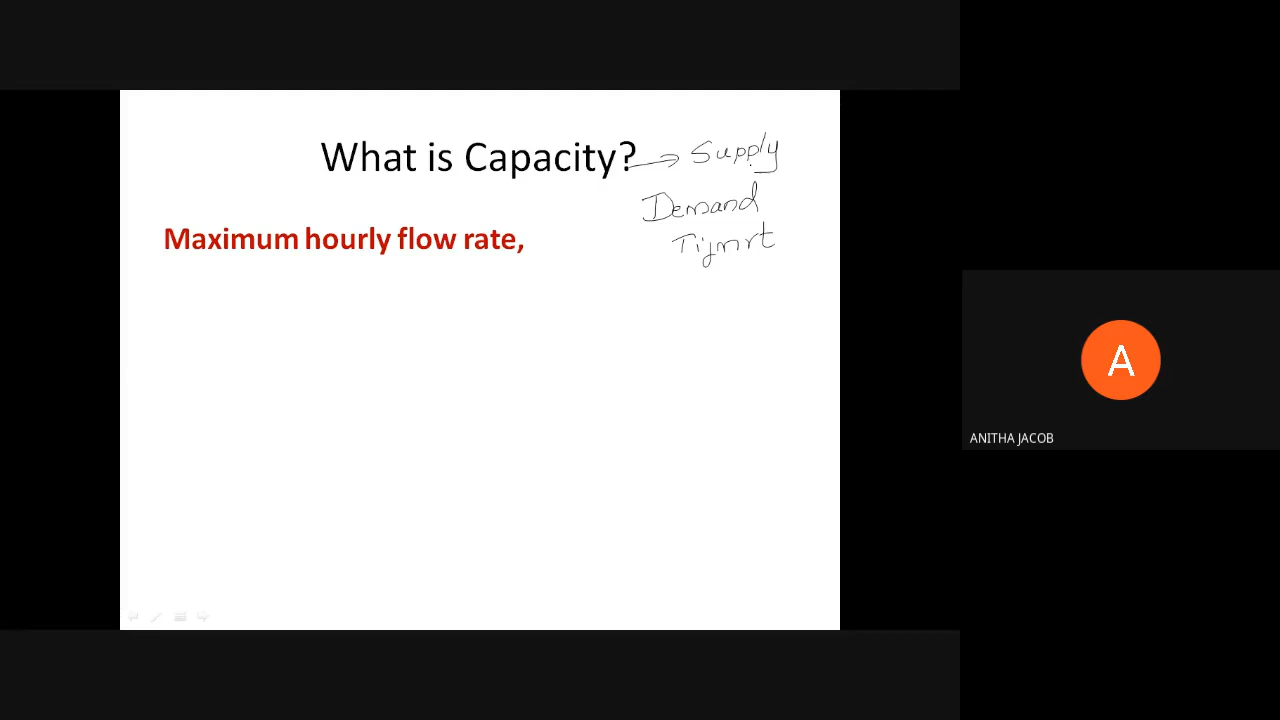 What is Capacity? → Supply
Demand
Maximum hourly flow rate,
A
ANITHA JACOB